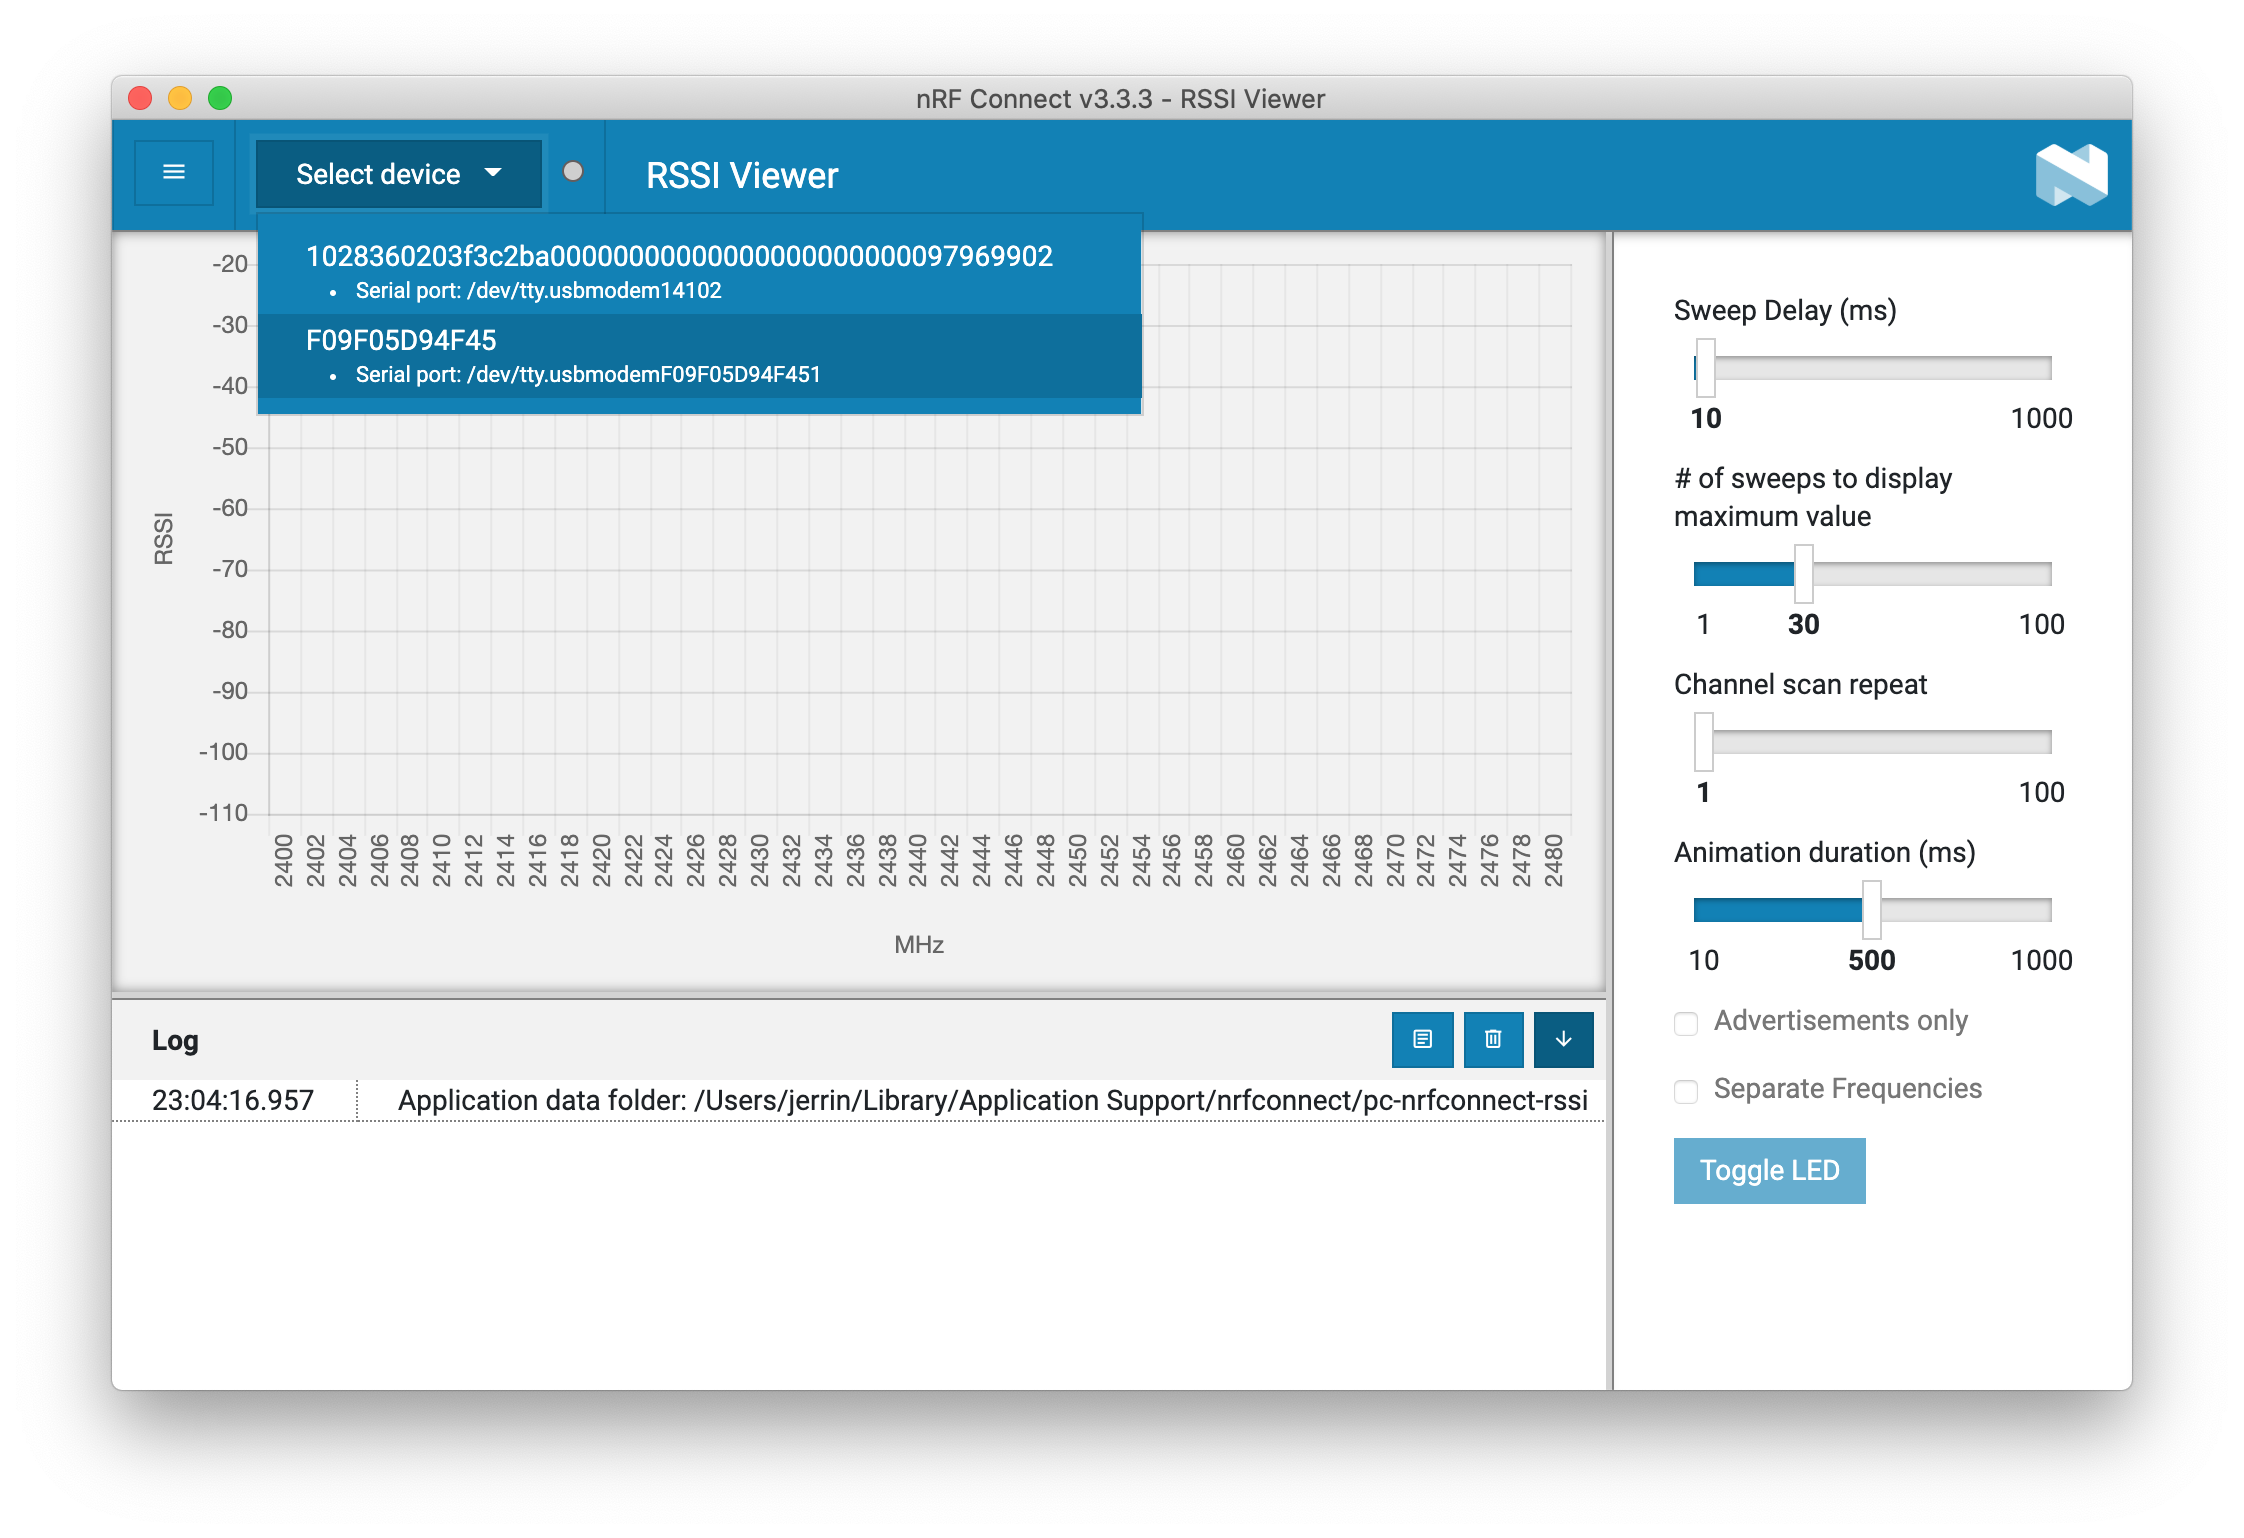 nRF Connect v3.3.3 - RSSI Viewer
Select device
RSSI Viewer
1028360203f3c2ba000000000000000000000000097969902
• Serial port: /dev/tty.usbmodem14102
F09F05D94F45
• Serial port: /dev/tty.usbmodemF09F05D94F451
RSSI
-20
-30
-40
-50
-60
-70
-80
-90
-100
-110
2400 2402 2404 2406 2408 2410 2412 2414 2416 2418 2420 2422 2424 2426 2428 2430 2432 2434 2436 2438 2440 2442 2444 2446 2448 2450 2452 2454 2456 2458 2460 2462 2464 2466 2468 2470 2472 2474 2476 2478 2480
MHz
Sweep Delay (ms)
10 1000
# of sweeps to display
maximum value
1 30 100
Channel scan repeat
1 100
Animation duration (ms)
10 500 1000
Advertisements only
Separate Frequencies
Toggle LED
Log
23:04:16.957 Application data folder: /Users/jerrin/Library/Application Support/nrfconnect/pc-nrfconnect-rssi